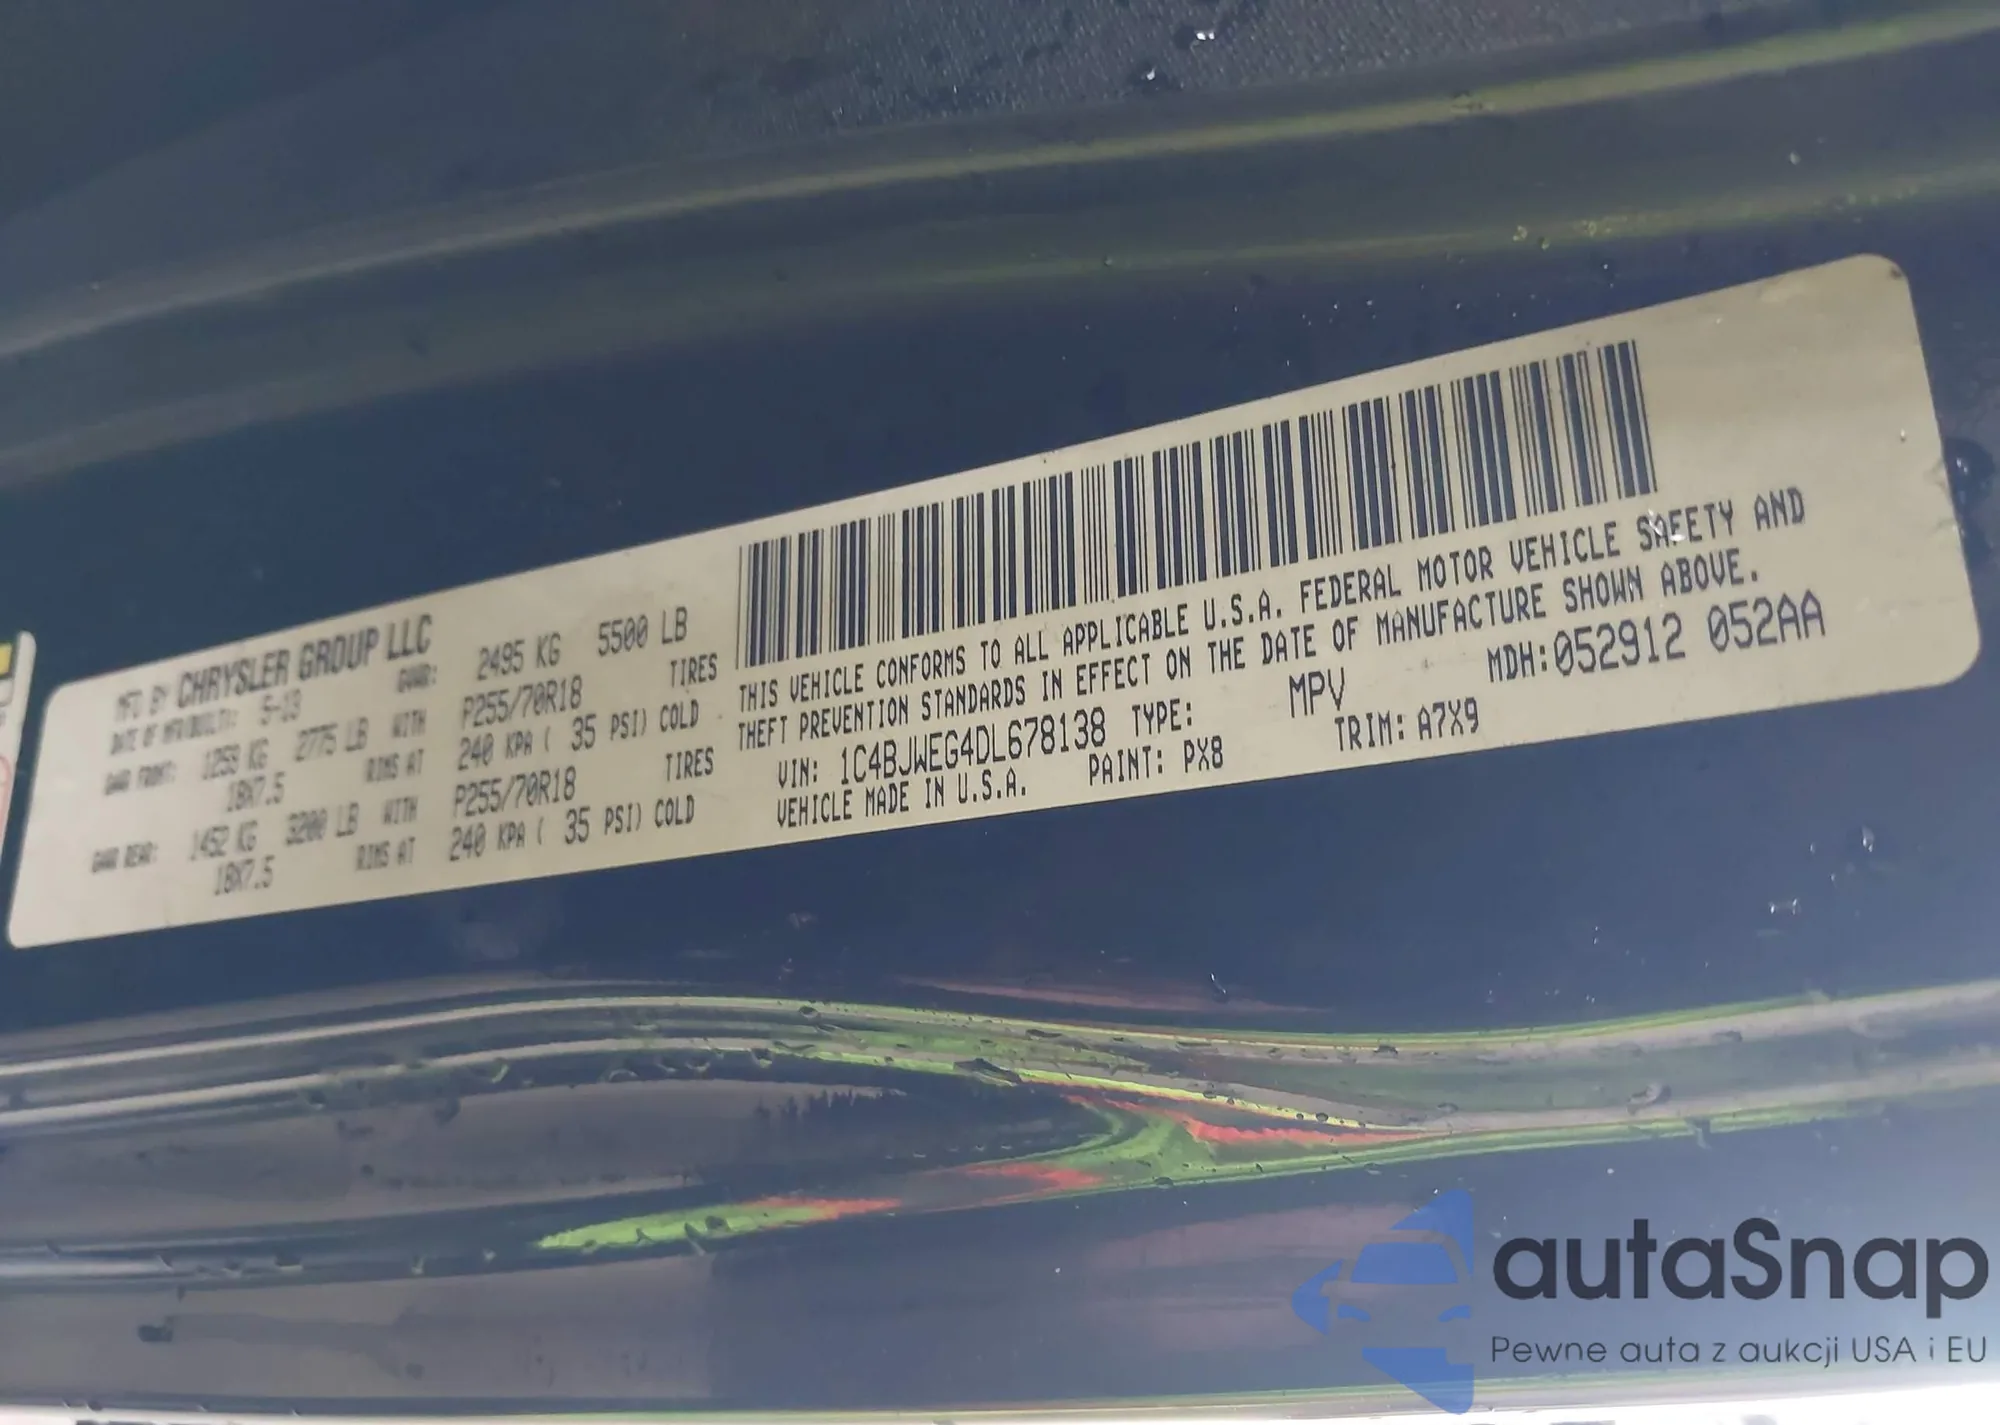 MFD BY CHRYSLER GROUP LLC
DATE OF MFR(BUILT): 5-13 GVWR: 2495 KG 5500 LB
GAWR FRONT: 1259 KG 2775 LB WITH P255/70R18 TIRES
18X7.5 RIMS AT 240 KPA ( 35 PSI) COLD
GAWR REAR: 1452 KG 3200 LB WITH P255/70R18 TIRES
18X7.5 RIMS AT 240 KPA ( 35 PSI) COLD
THIS VEHICLE CONFORMS TO ALL APPLICABLE U.S.A. FEDERAL MOTOR VEHICLE SAFETY AND
THEFT PREVENTION STANDARDS IN EFFECT ON THE DATE OF MANUFACTURE SHOWN ABOVE.
VIN: 1C4BJWEG4DL678138 TYPE: MPV MDH:052912 052AA
VEHICLE MADE IN U.S.A. PAINT: PX8 TRIM: A7X9
autaSnap
Pewne auta z aukcji USA i EU